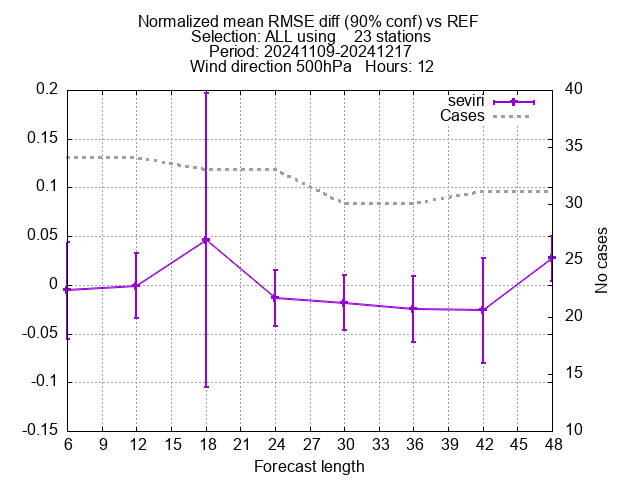 Normalized mean RMSE diff (90% conf) vs REF
Selection: ALL using    23 stations
Period: 20241109-20241217
Wind direction 500hPa   Hours: 12
seviri
Cases
0.2
0.15
0.1
0.05
0
-0.05
-0.1
-0.15
40
35
30
25
20
15
10
No cases
6 9 12 15 18 21 24 27 30 33 36 39 42 45 48
Forecast length